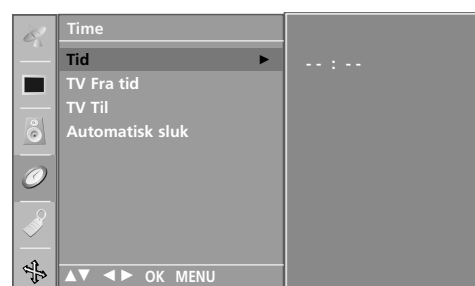 Time
Tid ►
-- : --
TV Fra tid
TV Til
Automatisk sluk
▲▼ ◄► OK MENU